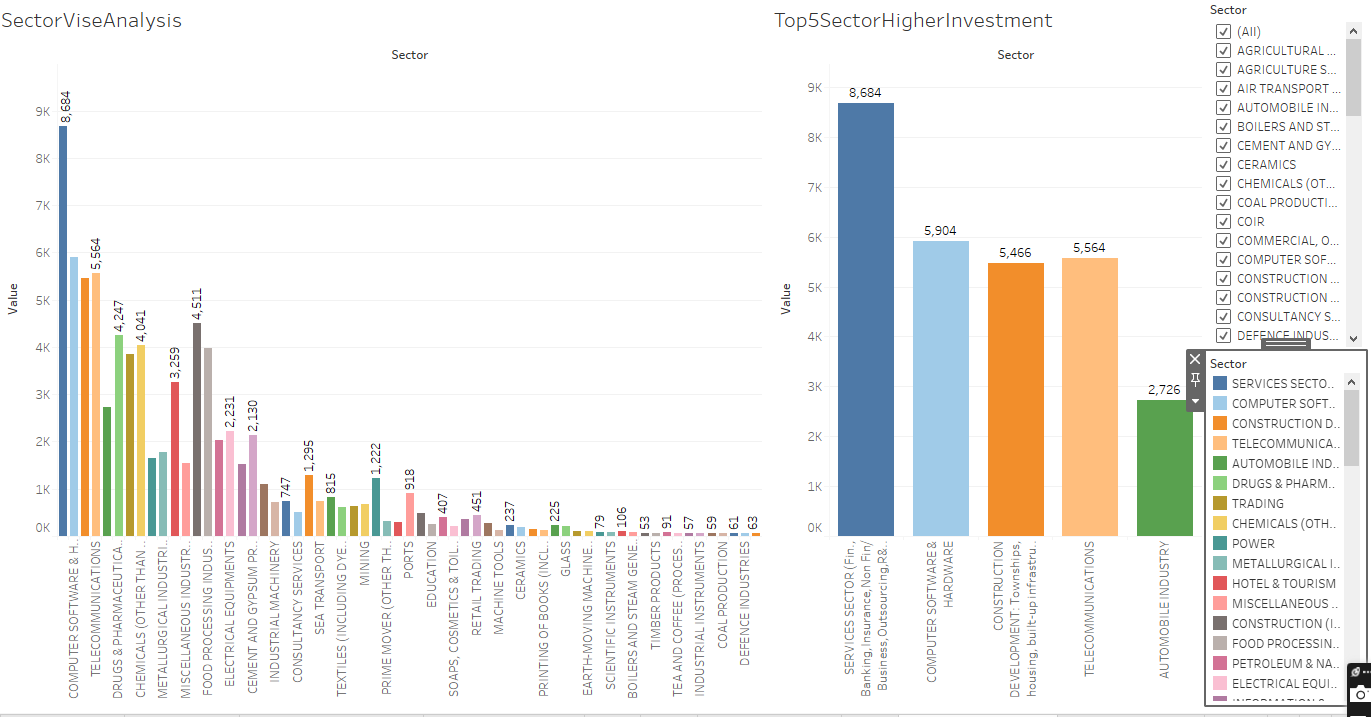 SectorViseAnalysis
Sector
9K
8K
7K
6K
5K
4K
3K
2K
1K
0K
Value
8,684
5,564
4,247
4,041
3,259
4,511
2,231
2,130
747
1,295
815
1,222
918
407
451
237
225
79
106
53
91
57
59
61
63
COMPUTER SOFTWARE & H..
TELECOMMUNICATIONS
DRUGS & PHARMACEUTICA..
CHEMICALS (OTHER THAN ..
METALLURGICAL INDUSTRI..
MISCELLANEOUS INDUSTR..
FOOD PROCESSING INDUS..
ELECTRICAL EQUIPMENTS
CEMENT AND GYPSUM PR..
INDUSTRIAL MACHINERY
CONSULTANCY SERVICES
SEA TRANSPORT
TEXTILES (INCLUDING DYE..
MINING
PRIME MOVER (OTHER TH..
PORTS
EDUCATION
SOAPS, COSMETICS & TOIL..
RETAIL TRADING
MACHINE TOOLS
CERAMICS
PRINTING OF BOOKS (INCL..
GLASS
EARTH-MOVING MACHINE..
SCIENTIFIC INSTRUMENTS
BOILERS AND STEAM GENE..
TIMBER PRODUCTS
TEA AND COFFEE (PROCES..
INDUSTRIAL INSTRUMENTS
COAL PRODUCTION
DEFENCE INDUSTRIES
Top5SectorHigherInvestment
Sector
9K
8K
7K
6K
5K
4K
3K
2K
1K
0K
Value
8,684
5,904
5,466
5,564
2,726
SERVICES SECTOR (Fin.,
Banking,Insurance,Non Fin/
Business,Outsourcing,R&..
COMPUTER SOFTWARE &
HARDWARE
CONSTRUCTION
DEVELOPMENT: Townships,
housing, built-up infrastru..
TELECOMMUNICATIONS
AUTOMOBILE INDUSTRY
Sector
(All)
AGRICULTURAL ...
AGRICULTURE S...
AIR TRANSPORT ...
AUTOMOBILE IN...
BOILERS AND ST...
CEMENT AND GY...
CERAMICS
CHEMICALS (OT...
COAL PRODUCTI...
COIR
COMMERCIAL, O...
COMPUTER SOF...
CONSTRUCTION ...
CONSTRUCTION ...
CONSULTANCY S...
DEFENCE INDUS...
Sector
SERVICES SECTO..
COMPUTER SOFT..
CONSTRUCTION D..
TELECOMMUNICA..
AUTOMOBILE IND..
DRUGS & PHARM..
TRADING
CHEMICALS (OTH..
POWER
METALLURGICAL I..
HOTEL & TOURISM
MISCELLANEOUS ..
CONSTRUCTION (I..
FOOD PROCESSIN..
PETROLEUM & NA..
ELECTRICAL EQUI..